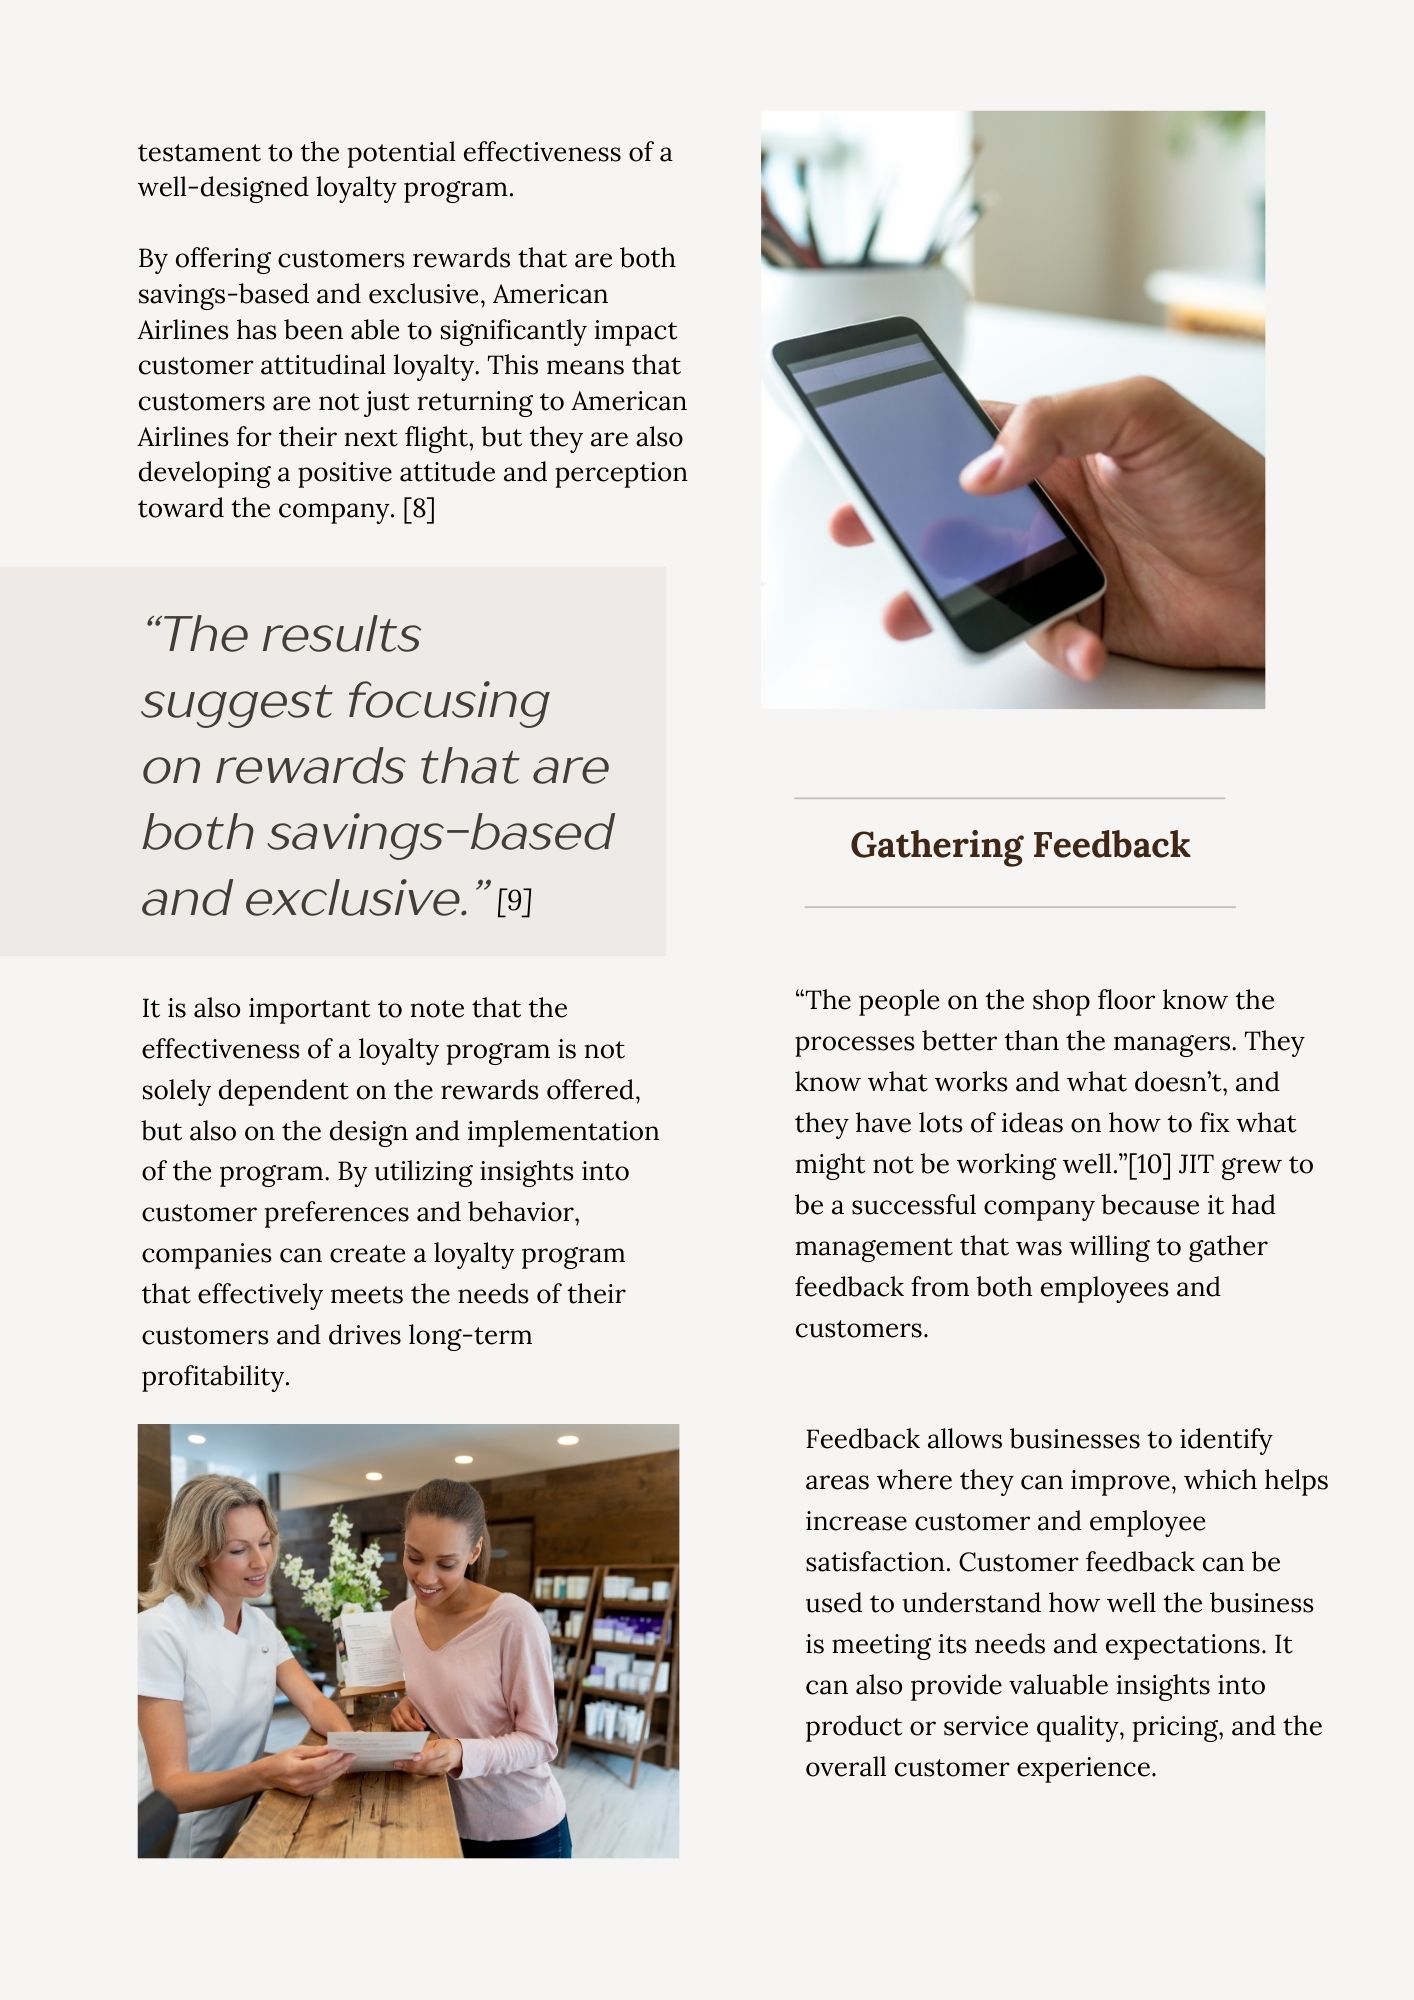 testament to the potential effectiveness of a
well-designed loyalty program.
By offering customers rewards that are both
savings-based and exclusive, American
Airlines has been able to significantly impact
customer attitudinal loyalty. This means that
customers are not just returning to American
Airlines for their next flight, but they are also
developing a positive attitude and perception
toward the company. [8]
“The results
suggest focusing
on rewards that are
both savings-based
and exclusive.” [9]
It is also important to note that the
effectiveness of a loyalty program is not
solely dependent on the rewards offered,
but also on the design and implementation
of the program. By utilizing insights into
customer preferences and behavior,
companies can create a loyalty program
that effectively meets the needs of their
customers and drives long-term
profitability.
Gathering Feedback
“The people on the shop floor know the
processes better than the managers. They
know what works and what doesn’t, and
they have lots of ideas on how to fix what
might not be working well.”[10] JIT grew to
be a successful company because it had
management that was willing to gather
feedback from both employees and
customers.
Feedback allows businesses to identify
areas where they can improve, which helps
increase customer and employee
satisfaction. Customer feedback can be
used to understand how well the business
is meeting its needs and expectations. It
can also provide valuable insights into
product or service quality, pricing, and the
overall customer experience.